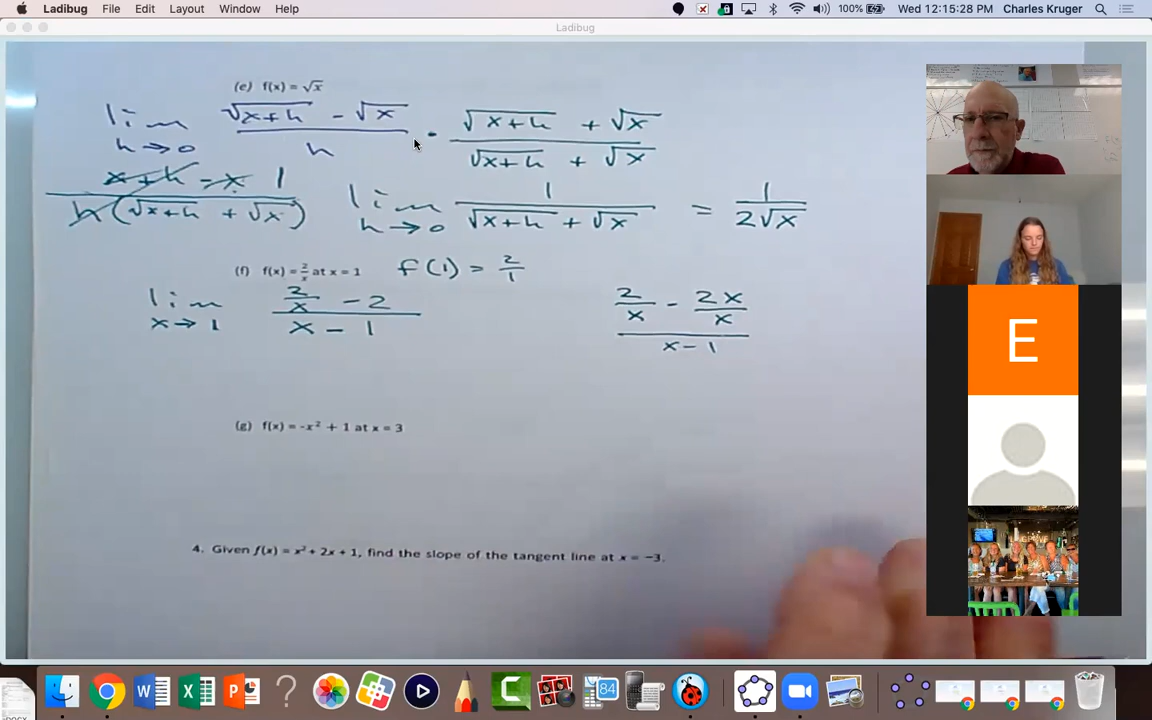 Ladibug File Edit Layout Window Help 100% Wed 12:15:28 PM Charles Kruger
Ladibug
(e) f(x) = √x
lim h→0 (√(x+h) - √x)/h · (√(x+h) + √x)/(√(x+h) + √x)
x+h - x 1 / h(√(x+h) + √x) lim h→0 1/(√(x+h) + √x) = 1/(2√x)
(f) f(x) = 2/x at x = 1 f(1) = 2/1
lim x→1 (2/x - 2)/(x - 1) (2/x - 2x/x)/(x - 1)
(g) f(x) = -x² + 1 at x = 3
4. Given f(x) = x² + 2x + 1, find the slope of the tangent line at x = −3.
E
84